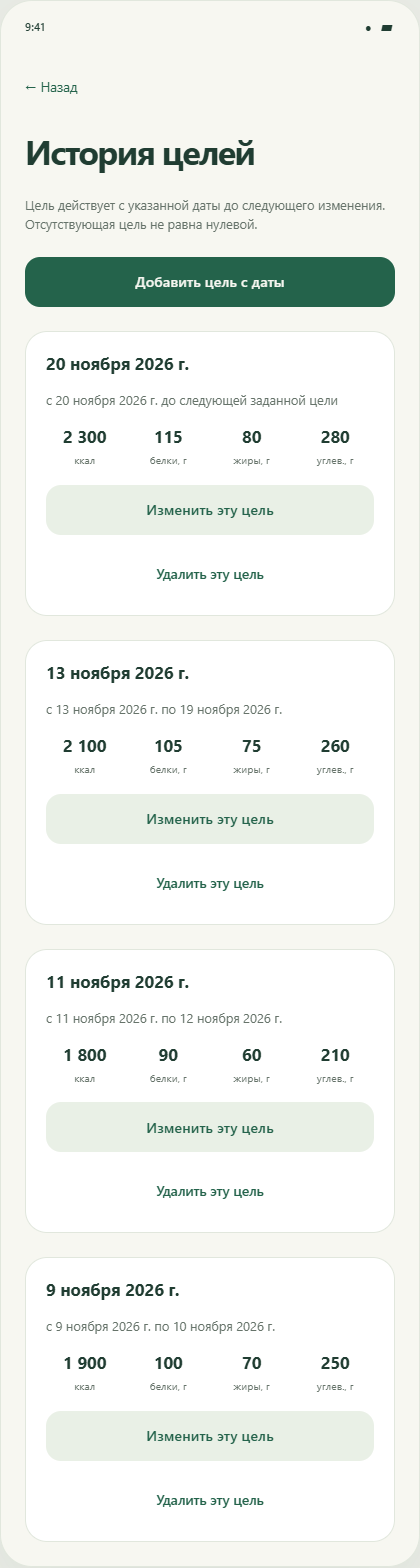 9:41
← Назад
История целей
Цель действует с указанной даты до следующего изменения.
Отсутствующая цель не равна нулевой.
Добавить цель с даты
20 ноября 2026 г.
с 20 ноября 2026 г. до следующей заданной цели
2 300 115 80 280
ккал белки, г жиры, г углев., г
Изменить эту цель
Удалить эту цель
13 ноября 2026 г.
с 13 ноября 2026 г. по 19 ноября 2026 г.
2 100 105 75 260
ккал белки, г жиры, г углев., г
Изменить эту цель
Удалить эту цель
11 ноября 2026 г.
с 11 ноября 2026 г. по 12 ноября 2026 г.
1 800 90 60 210
ккал белки, г жиры, г углев., г
Изменить эту цель
Удалить эту цель
9 ноября 2026 г.
с 9 ноября 2026 г. по 10 ноября 2026 г.
1 900 100 70 250
ккал белки, г жиры, г углев., г
Изменить эту цель
Удалить эту цель